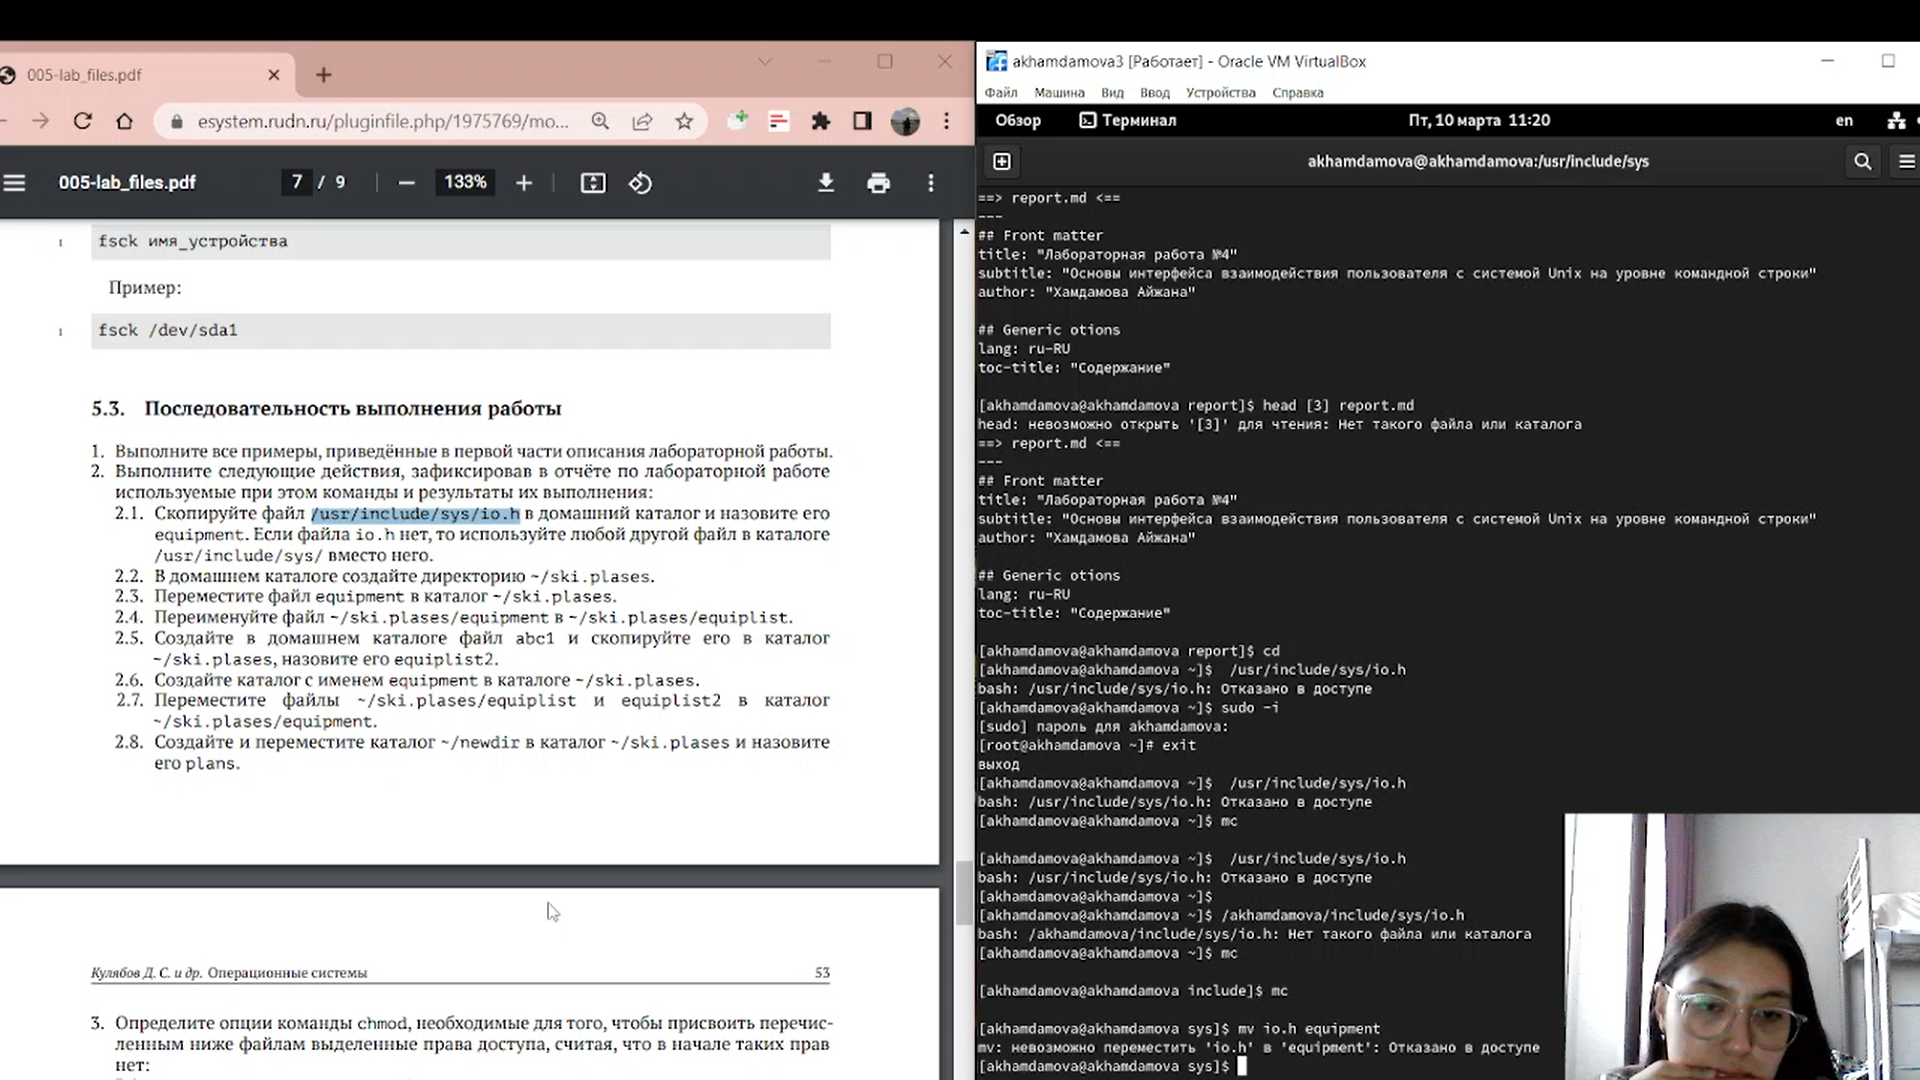 005-lab_files.pdf
esystem.rudn.ru/pluginfile.php/1975769/mo...
005-lab_files.pdf
7 / 9
133%
1 fsck имя_устройства
Пример:
1 fsck /dev/sda1
5.3. Последовательность выполнения работы
1. Выполните все примеры, приведённые в первой части описания лабораторной работы.
2. Выполните следующие действия, зафиксировав в отчёте по лабораторной работе
используемые при этом команды и результаты их выполнения:
2.1. Скопируйте файл /usr/include/sys/io.h в домашний каталог и назовите его
equipment. Если файла io.h нет, то используйте любой другой файл в каталоге
/usr/include/sys/ вместо него.
2.2. В домашнем каталоге создайте директорию ~/ski.plases.
2.3. Переместите файл equipment в каталог ~/ski.plases.
2.4. Переименуйте файл ~/ski.plases/equipment в ~/ski.plases/equiplist.
2.5. Создайте в домашнем каталоге файл abc1 и скопируйте его в каталог
~/ski.plases, назовите его equiplist2.
2.6. Создайте каталог с именем equipment в каталоге ~/ski.plases.
2.7. Переместите файлы ~/ski.plases/equiplist и equiplist2 в каталог
~/ski.plases/equipment.
2.8. Создайте и переместите каталог ~/newdir в каталог ~/ski.plases и назовите
его plans.
Кулябов Д. С. и др. Операционные системы 53
3. Определите опции команды chmod, необходимые для того, чтобы присвоить перечис-
ленным ниже файлам выделенные права доступа, считая, что в начале таких прав
нет:
akhamdamova3 [Работает] - Oracle VM VirtualBox
Файл Машина Вид Ввод Устройства Справка
Обзор Терминал Пт, 10 марта 11:20 en
akhamdamova@akhamdamova:/usr/include/sys
==> report.md <==
---
## Front matter
title: "Лабораторная работа №4"
subtitle: "Основы интерфейса взаимодействия пользователя с системой Unix на уровне командной строки"
author: "Хамдамова Айжана"
## Generic otions
lang: ru-RU
toc-title: "Содержание"
[akhamdamova@akhamdamova report]$ head [3] report.md
head: невозможно открыть '[3]' для чтения: Нет такого файла или каталога
==> report.md <==
---
## Front matter
title: "Лабораторная работа №4"
subtitle: "Основы интерфейса взаимодействия пользователя с системой Unix на уровне командной строки"
author: "Хамдамова Айжана"
## Generic otions
lang: ru-RU
toc-title: "Содержание"
[akhamdamova@akhamdamova report]$ cd
[akhamdamova@akhamdamova ~]$  /usr/include/sys/io.h
bash: /usr/include/sys/io.h: Отказано в доступе
[akhamdamova@akhamdamova ~]$ sudo -i
[sudo] пароль для akhamdamova:
[root@akhamdamova ~]# exit
выход
[akhamdamova@akhamdamova ~]$  /usr/include/sys/io.h
bash: /usr/include/sys/io.h: Отказано в доступе
[akhamdamova@akhamdamova ~]$ mc
[akhamdamova@akhamdamova ~]$  /usr/include/sys/io.h
bash: /usr/include/sys/io.h: Отказано в доступе
[akhamdamova@akhamdamova ~]$
[akhamdamova@akhamdamova ~]$ /akhamdamova/include/sys/io.h
bash: /akhamdamova/include/sys/io.h: Нет такого файла или каталога
[akhamdamova@akhamdamova ~]$ mc
[akhamdamova@akhamdamova include]$ mc
[akhamdamova@akhamdamova sys]$ mv io.h equipment
mv: невозможно переместить 'io.h' в 'equipment': Отказано в доступе
[akhamdamova@akhamdamova sys]$